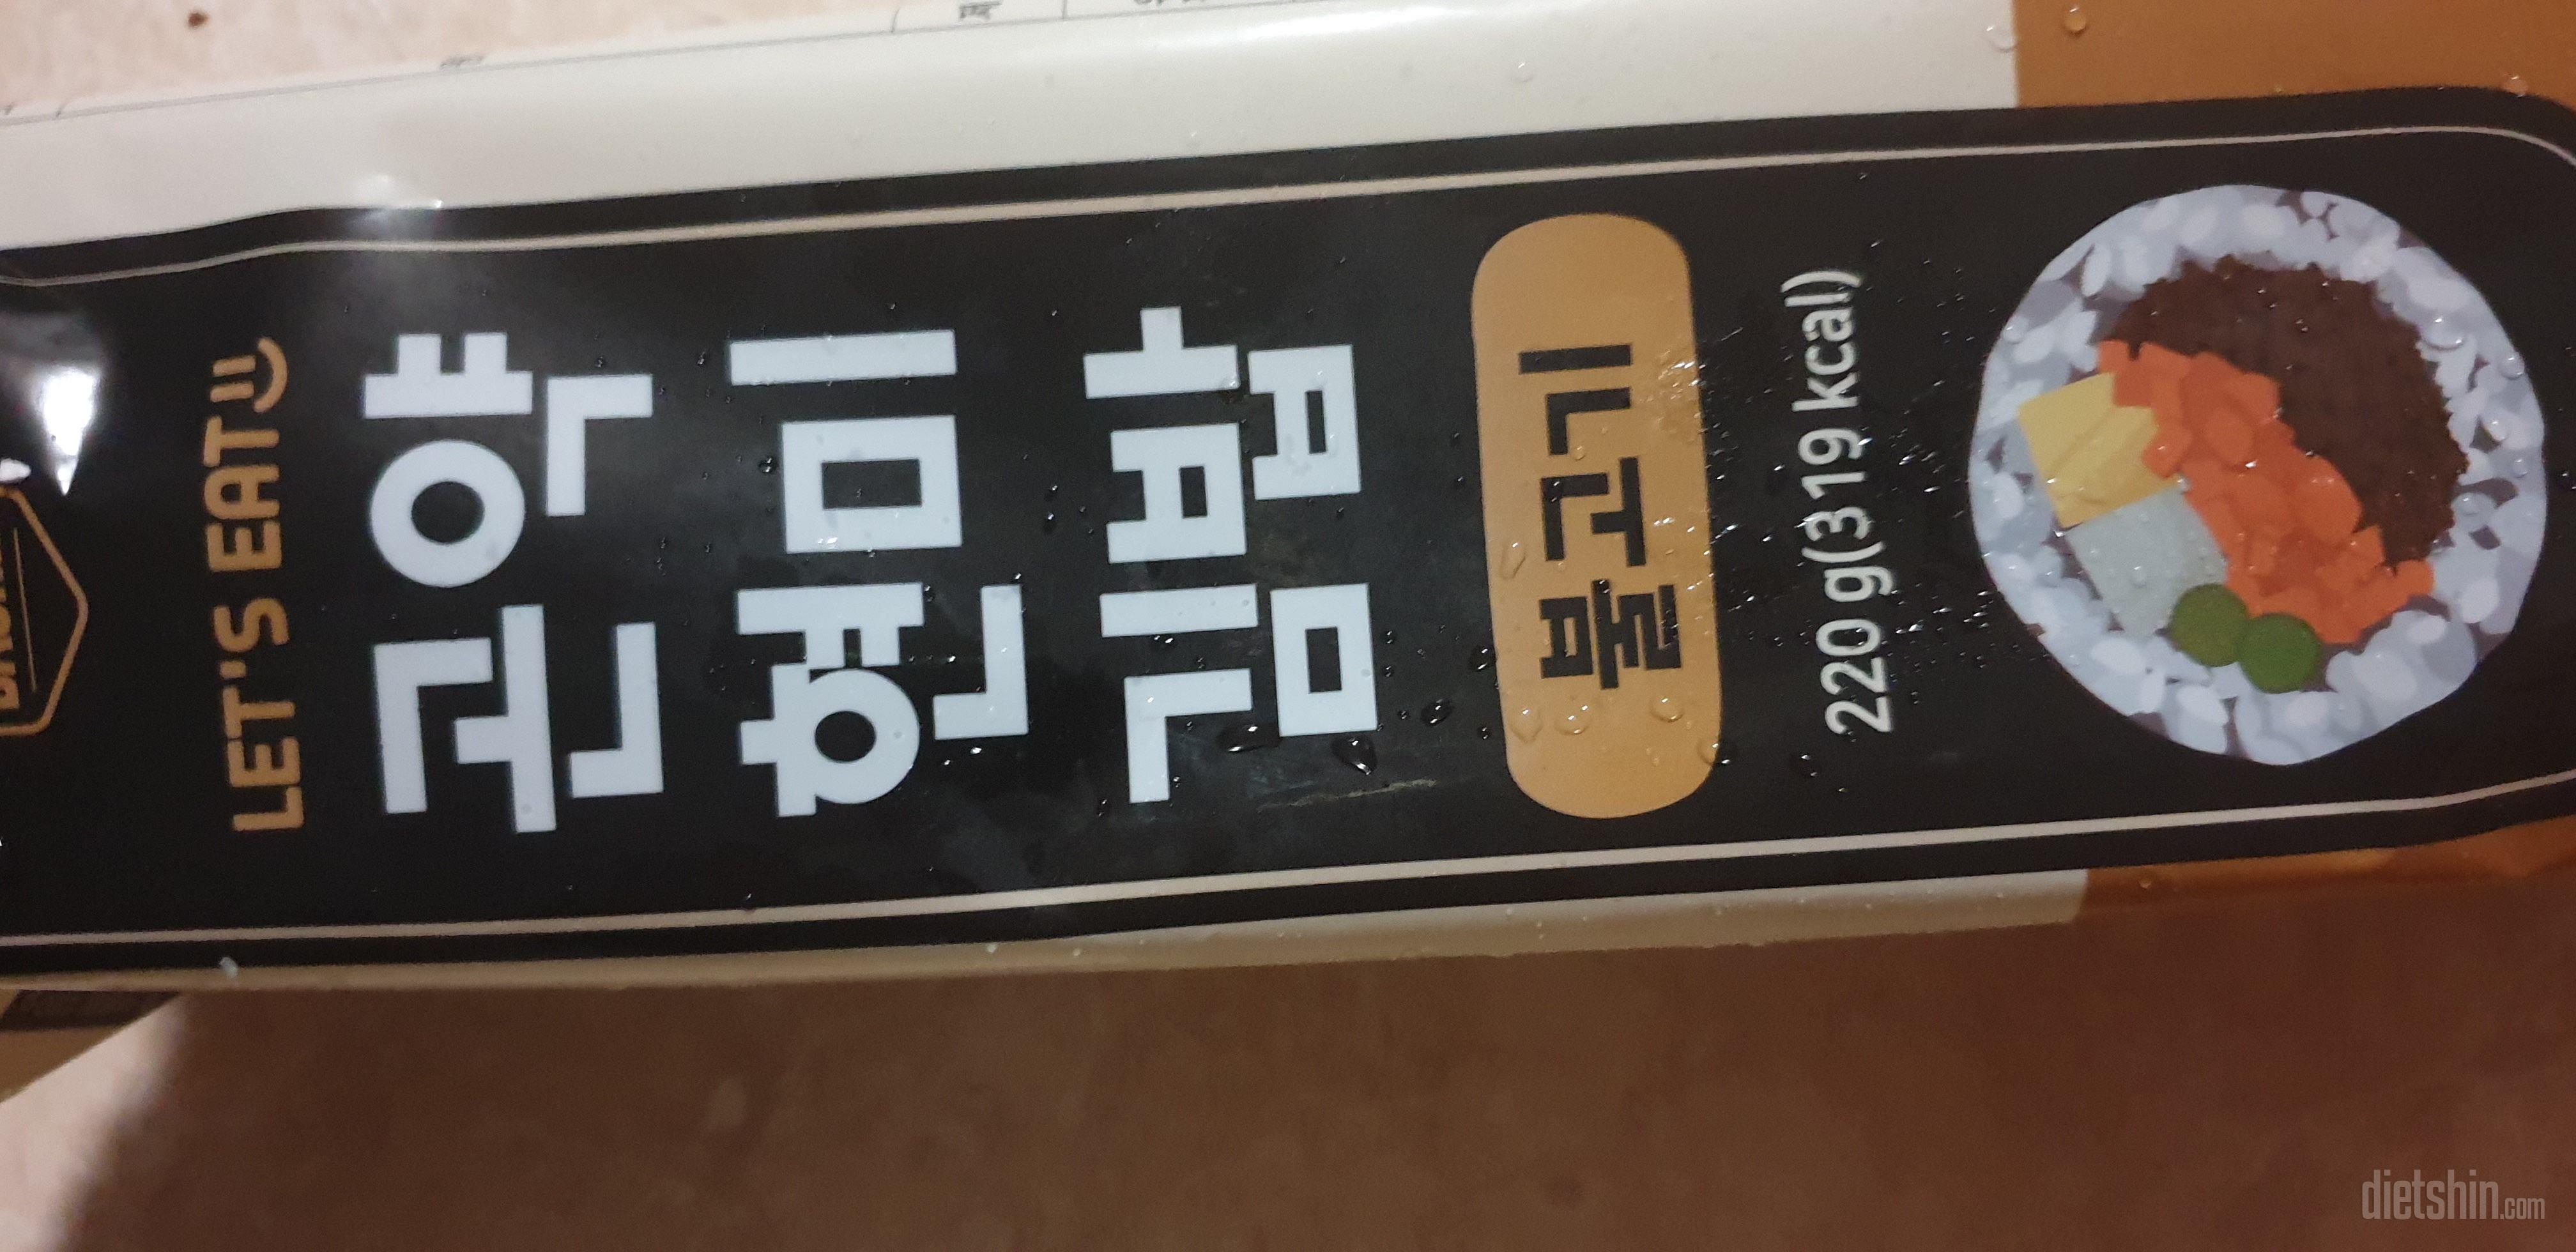 LET'S EAT
곤약
현미
김밥
불고기
220 g(319 kcal)
dietshin.com